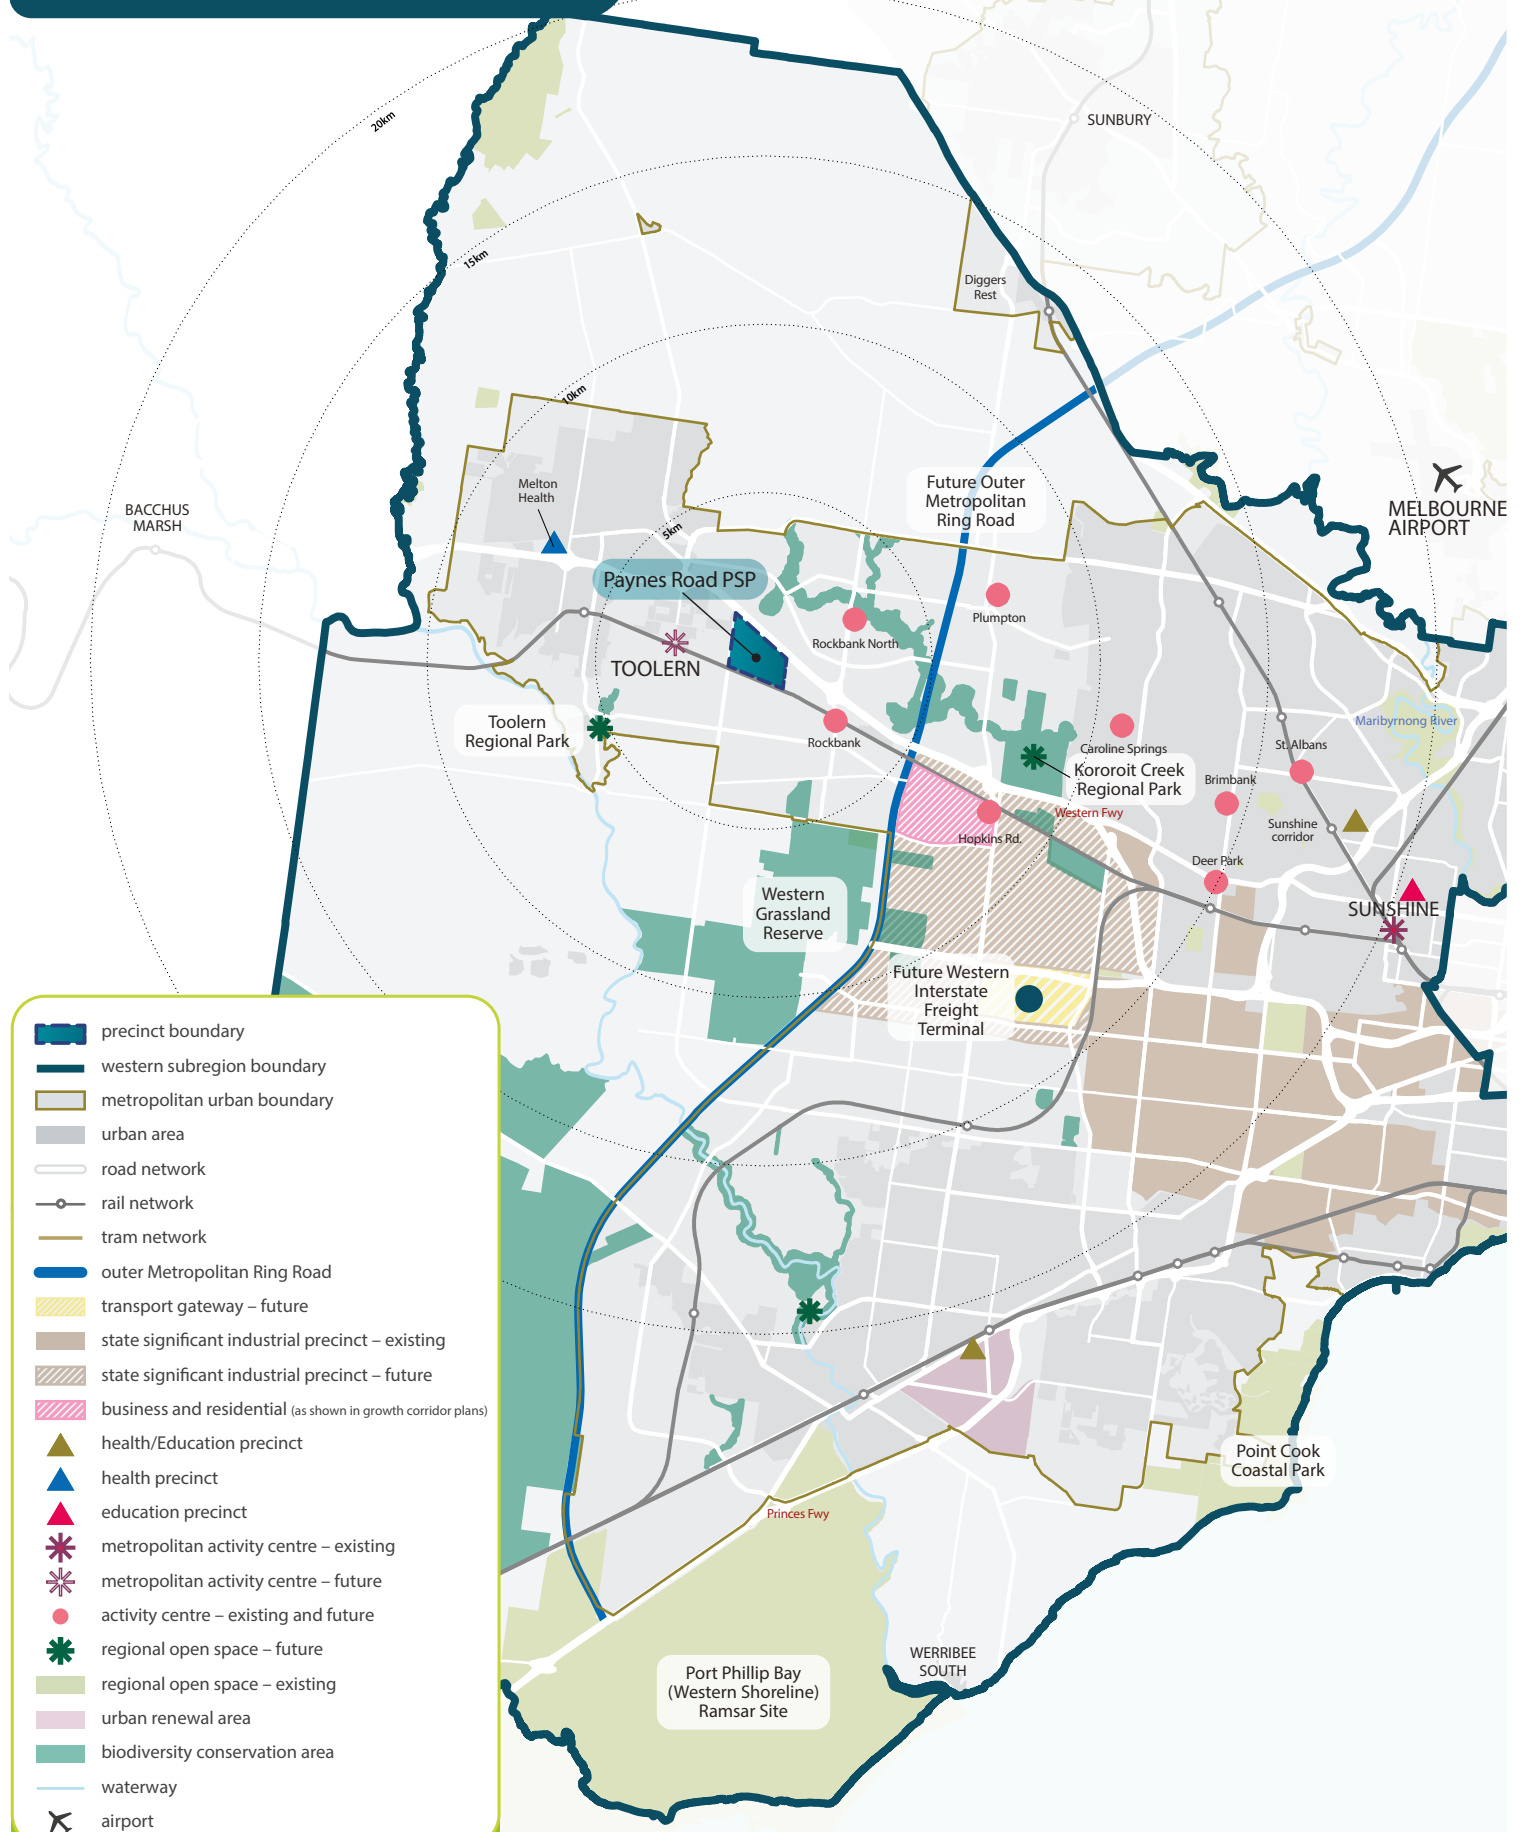 20km
SUNBURY
15km
Diggers
Rest
10km
Future Outer
Metropolitan
Ring Road
MELBOURNE
AIRPORT
Melton
Health
BACCHUS
MARSH
5km
Paynes Road PSP
Plumpton
Rockbank North
TOOLERN
Toolern
Regional Park
Rockbank
Maribyrnong River
Caroline Springs
St. Albans
Kororoit Creek
Regional Park
Brimbank
Western Fwy
Sunshine
corridor
Hopkins Rd.
Deer Park
Western
Grassland
Reserve
SUNSHINE
Future Western
Interstate
Freight
Terminal
precinct boundary
western subregion boundary
metropolitan urban boundary
urban area
road network
rail network
tram network
outer Metropolitan Ring Road
transport gateway – future
state significant industrial precinct – existing
state significant industrial precinct – future
business and residential (as shown in growth corridor plans)
health/Education precinct
health precinct
education precinct
metropolitan activity centre – existing
metropolitan activity centre – future
activity centre – existing and future
regional open space – future
regional open space – existing
urban renewal area
biodiversity conservation area
waterway
airport
Point Cook
Coastal Park
Princes Fwy
WERRIBEE
SOUTH
Port Phillip Bay
(Western Shoreline)
Ramsar Site